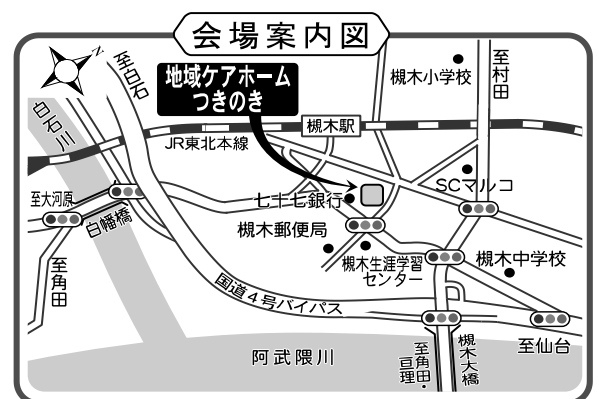 会場案内図
N
至白石
地域ケアホーム
つきのき
槻木小学校
至村田
白石川
槻木駅
JR東北本線
至大河原
SCマルコ
七十七銀行
白幡橋
槻木郵便局
槻木生涯学習
センター
槻木中学校
至角田
国道4号バイパス
至仙台
阿武隈川
至角田・
亘理
槻木大橋